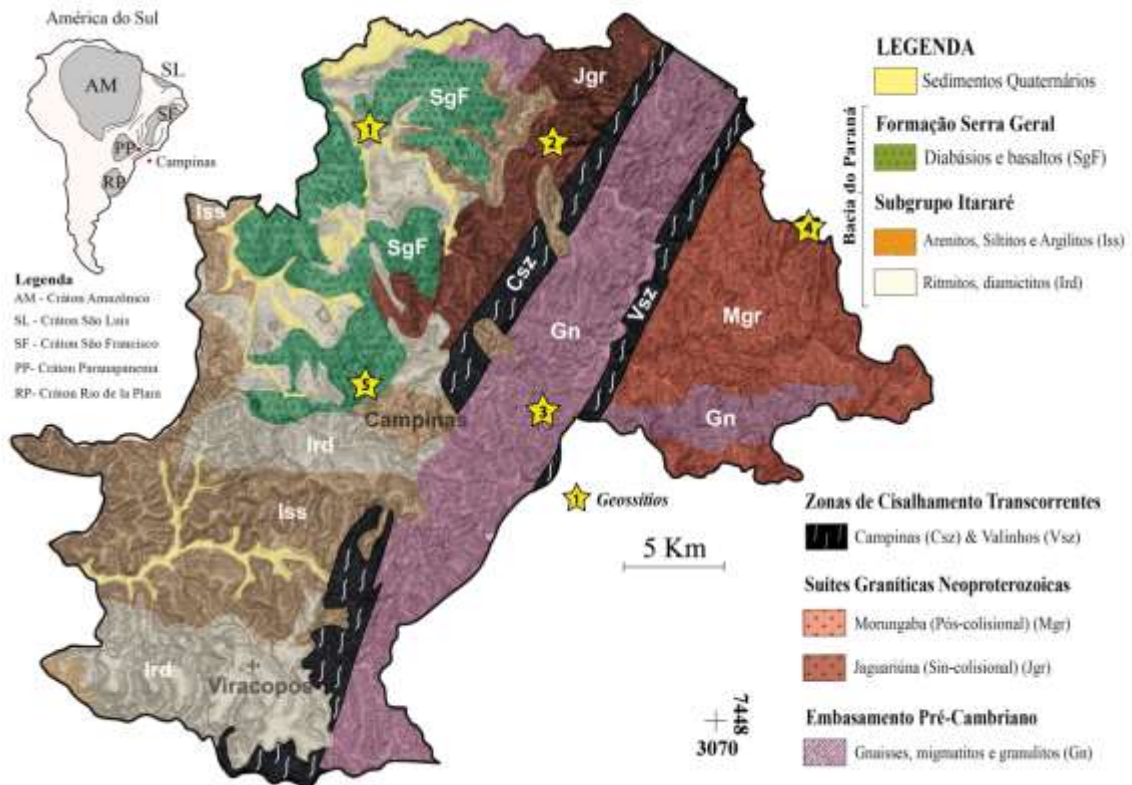 América do Sul
AM
SL
SF
PP
Campinas
RP
Legenda
AM - Cráton Amazônico
SL - Cráton São Luis
SF - Cráton São Francisco
PP- Cráton Paranapanema
RP- Cráton Rio de la Plata
Jgr
SgF
1
2
Iss
SgF
Csz
Vsz
4
Gn
Mgr
5
Campinas
3
Gn
Ird
Iss
Ird
Viracopos
1 Geossítios
5 Km
7448
3070
LEGENDA
Sedimentos Quaternários
Bacia do Paraná
Formação Serra Geral
Diabásios e basaltos (SgF)
Subgrupo Itararé
Arenitos, Siltitos e Argilitos (Iss)
Ritmitos, diamictitos (Ird)
Zonas de Cisalhamento Transcorrentes
Campinas (Csz) & Valinhos (Vsz)
Suítes Graníticas Neoproterozoicas
Morungaba (Pós-colisional) (Mgr)
Jaguariúna (Sin-colisional) (Jgr)
Embasamento Pré-Cambriano
Gnaisses, migmatitos e granulitos (Gn)